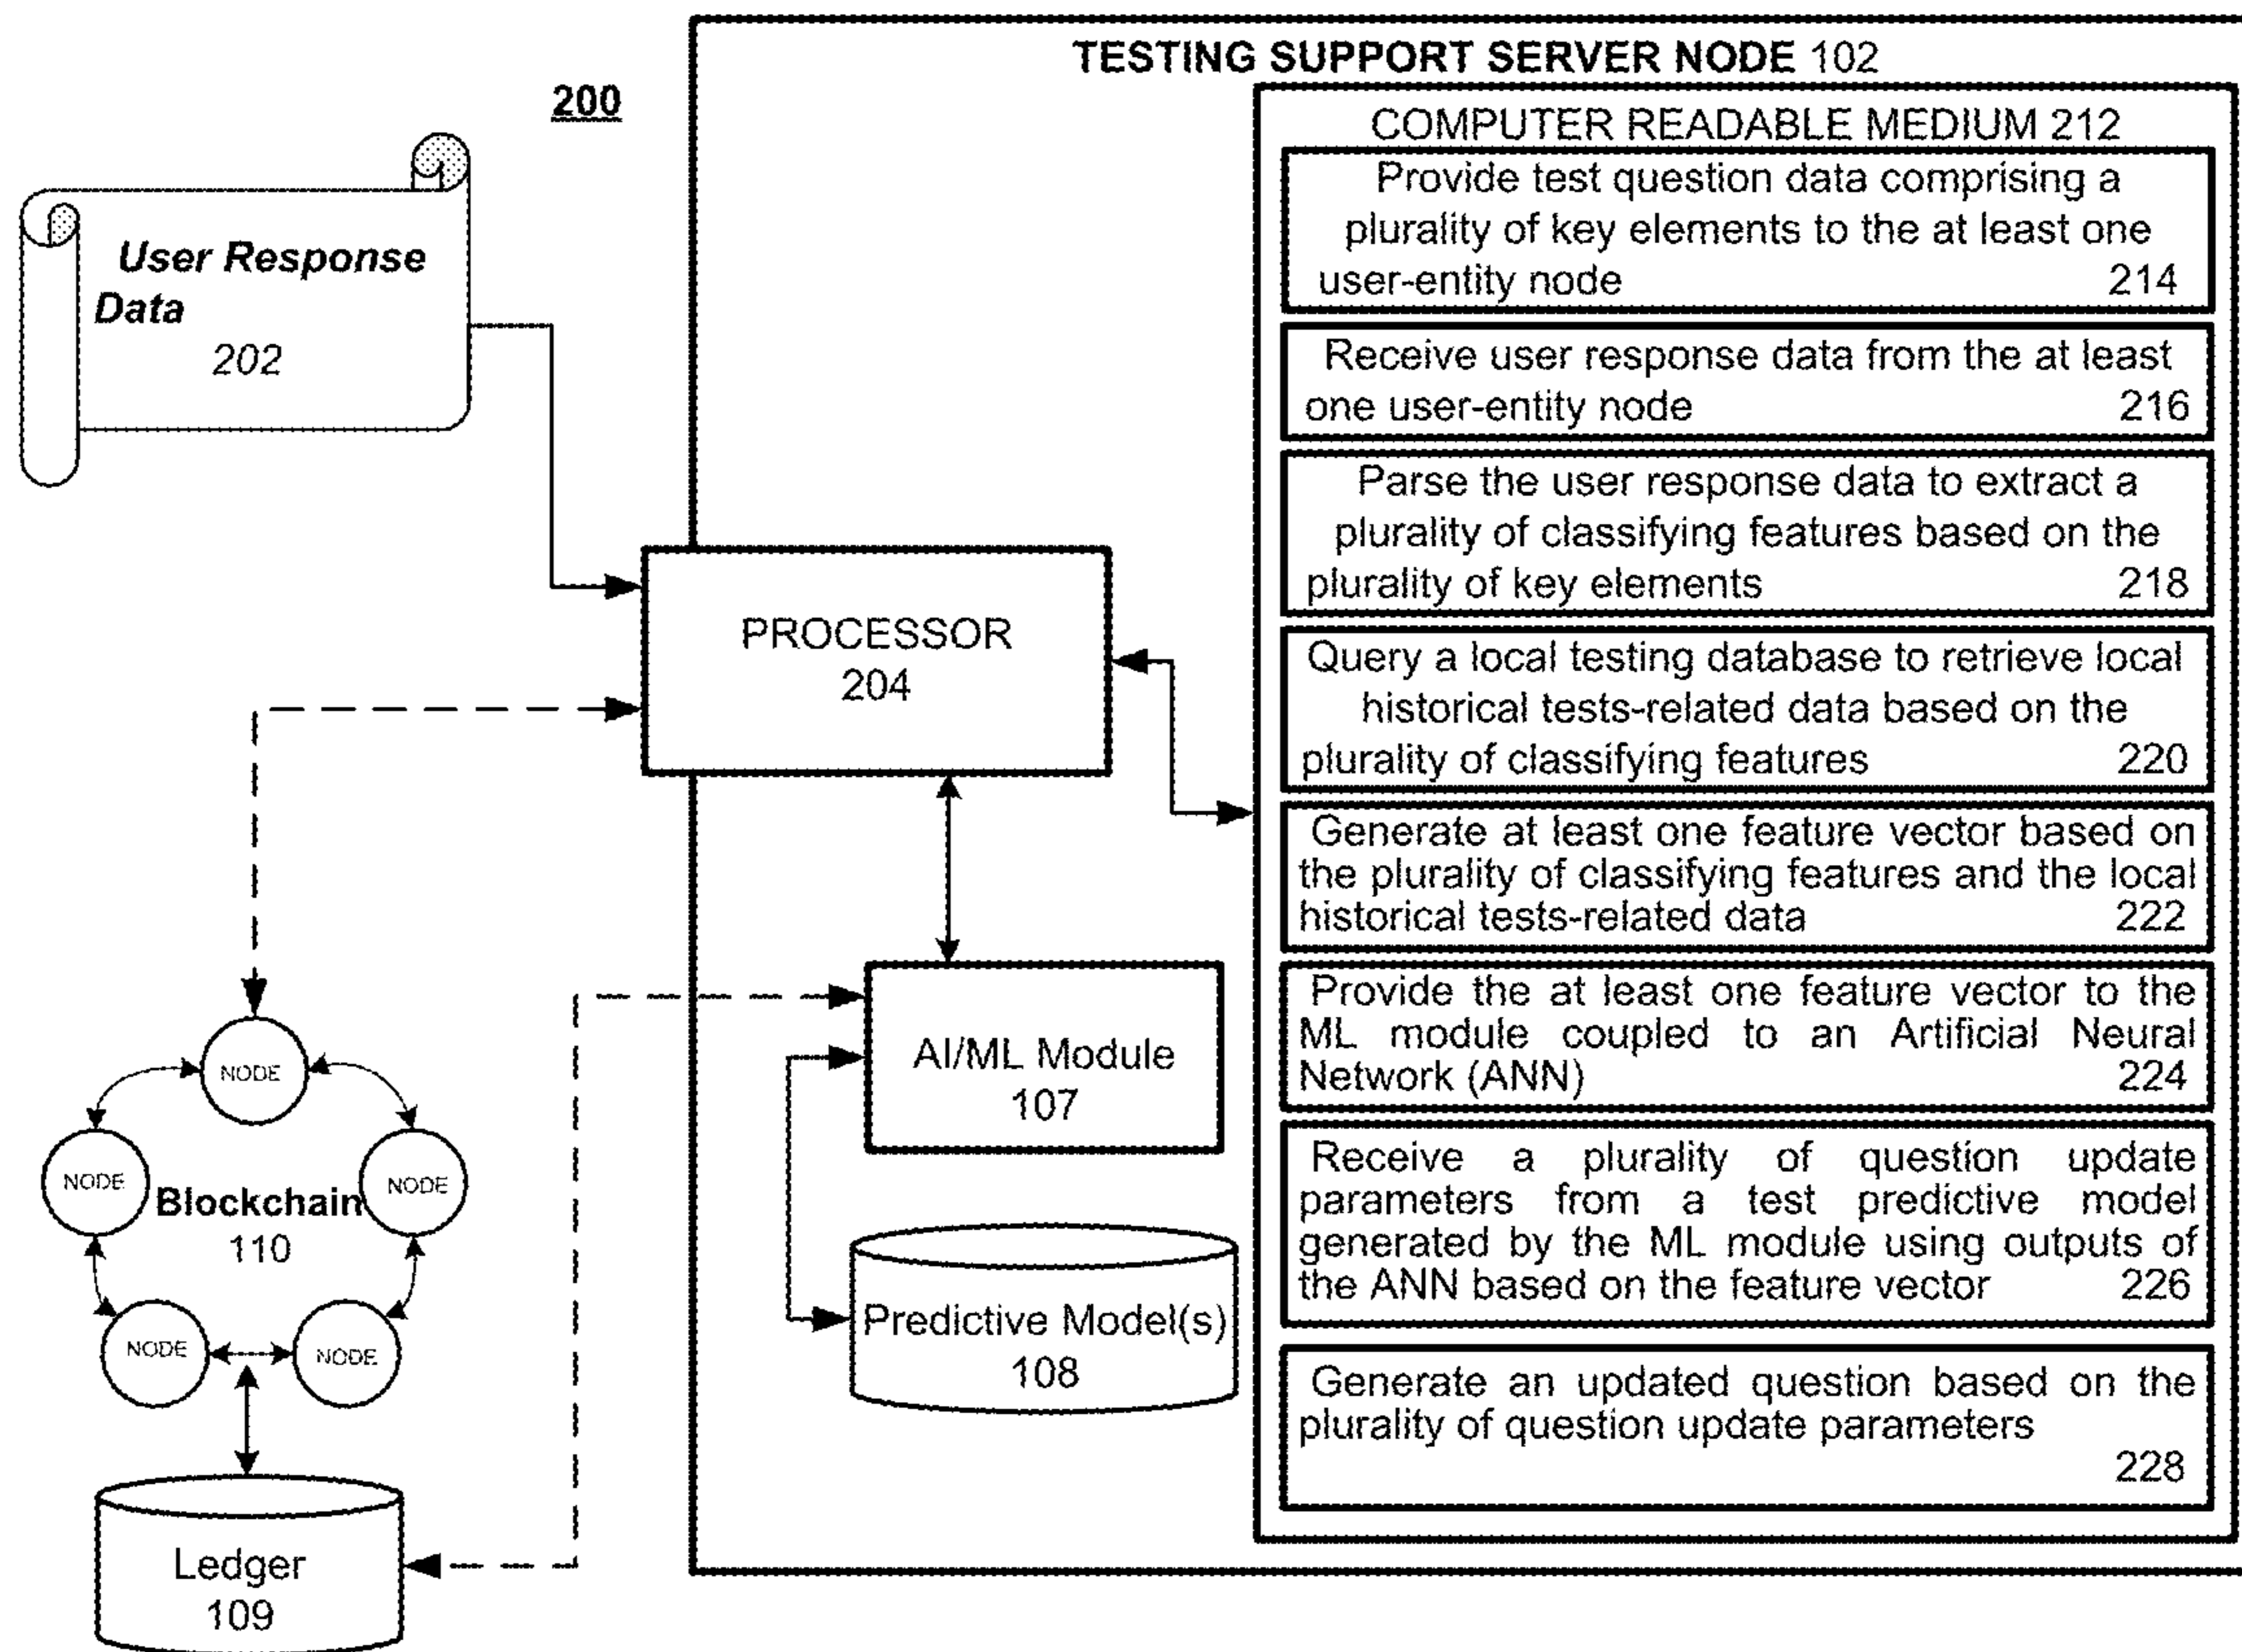 200
User Response
Data
202
TESTING SUPPORT SERVER NODE 102
COMPUTER READABLE MEDIUM 212
Provide test question data comprising a
plurality of key elements to the at least one
user-entity node 214
Receive user response data from the at least
one user-entity node 216
Parse the user response data to extract a
plurality of classifying features based on the
plurality of key elements 218
Query a local testing database to retrieve local
historical tests-related data based on the
plurality of classifying features 220
Generate at least one feature vector based on
the plurality of classifying features and the local
historical tests-related data 222
Provide the at least one feature vector to the
ML module coupled to an Artificial Neural
Network (ANN) 224
Receive a plurality of question update
parameters from a test predictive model
generated by the ML module using outputs of
the ANN based on the feature vector 226
Generate an updated question based on the
plurality of question update parameters
228
PROCESSOR
204
AI/ML Module
107
Predictive Model(s)
108
NODE
NODE
NODE
Blockchain
110
NODE
NODE
Ledger
109